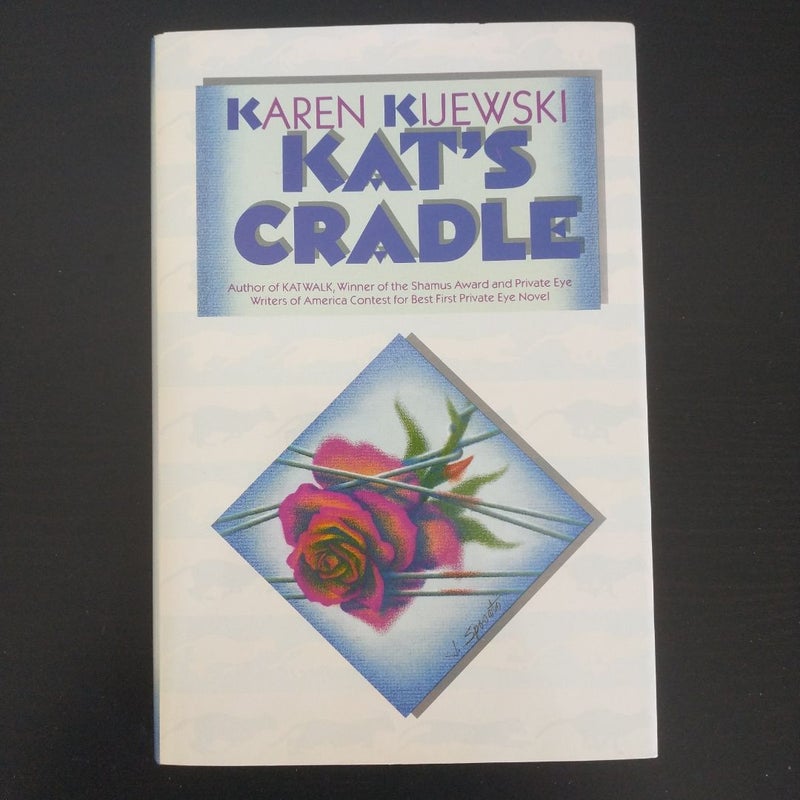 KAREN KIJEWSKI
KAT'S
CRADLE
Author of KATWALK, Winner of the Shamus Award and Private Eye
Writers of America Contest for Best First Private Eye Novel